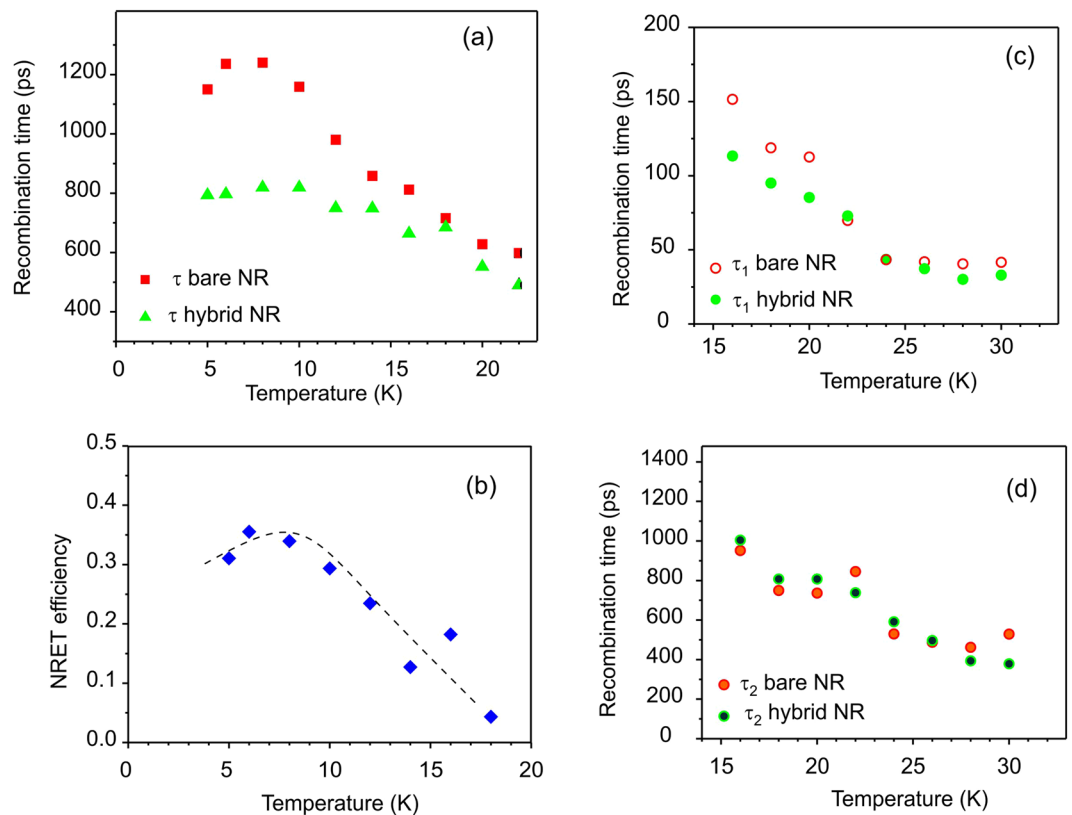 (a)
Recombination time (ps)
1200
1000
800
600
400
τ bare NR
τ hybrid NR
0 5 10 15 20
Temperature (K)
(c)
Recombination time (ps)
200
150
100
50
0
τ1 bare NR
τ1 hybrid NR
15 20 25 30
Temperature (K)
(b)
NRET efficiency
0.5
0.4
0.3
0.2
0.1
0.0
0 5 10 15 20
Temperature (K)
(d)
Recombination time (ps)
1400
1200
1000
800
600
400
200
0
τ2 bare NR
τ2 hybrid NR
15 20 25 30
Temperature (K)